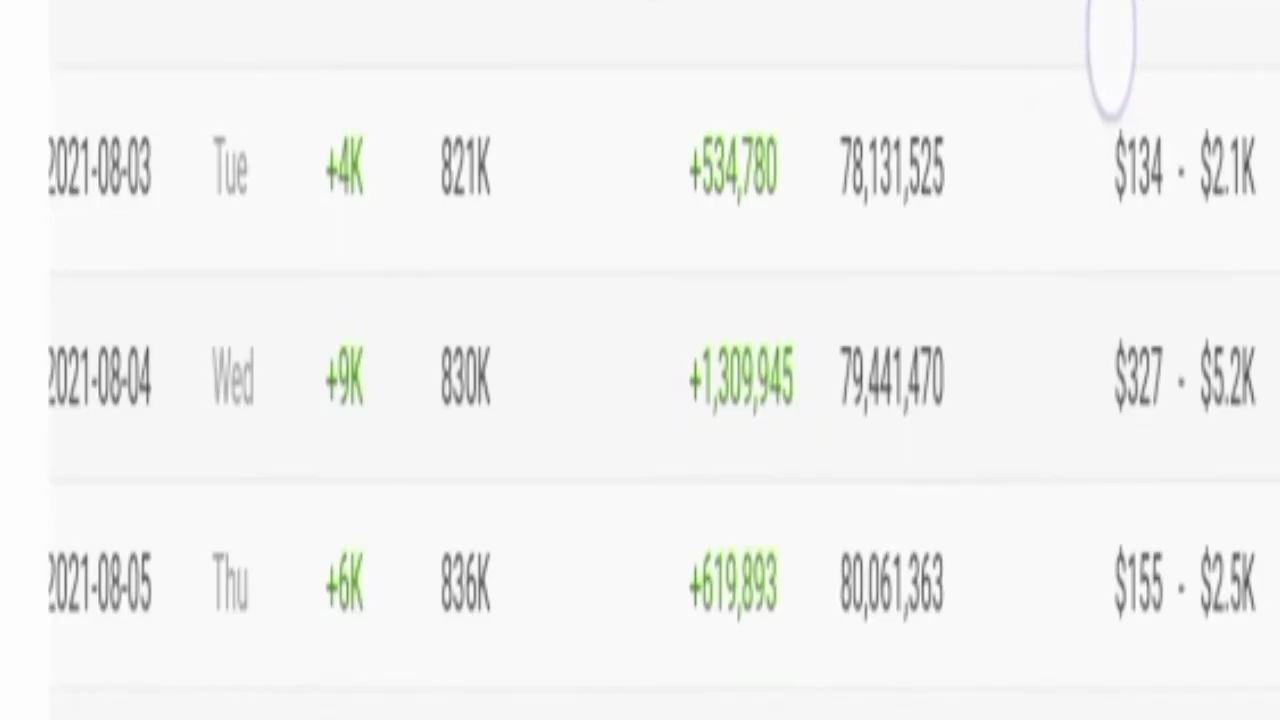 2021-08-03 Tue +4K 821K +534,780 78,131,525 $134 - $2.1K
2021-08-04 Wed +9K 830K +1,309,945 79,441,470 $327 - $5.2K
2021-08-05 Thu +6K 836K +619,893 80,061,363 $155 - $2.5K